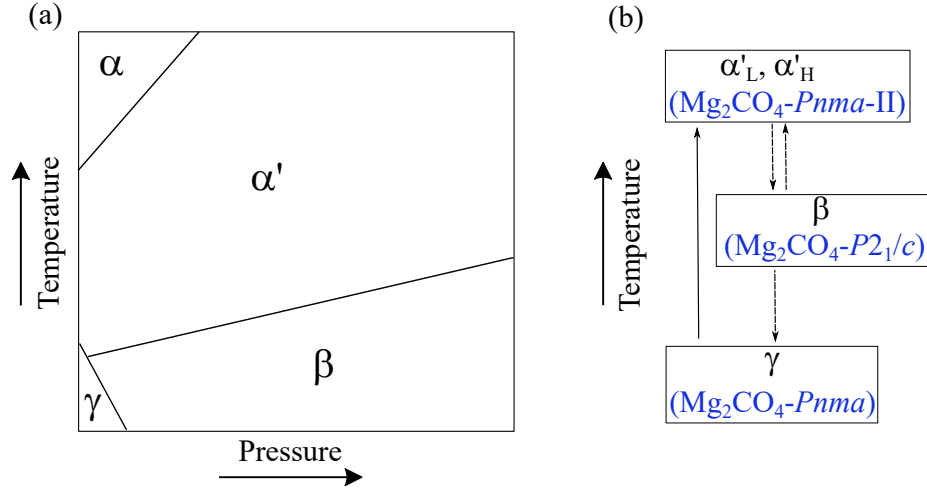 (a)
α
α'
β
γ
Temperature
Pressure
(b)
α'L, α'H
(Mg2CO4-Pnma-II)
β
(Mg2CO4-P21/c)
γ
(Mg2CO4-Pnma)
Temperature